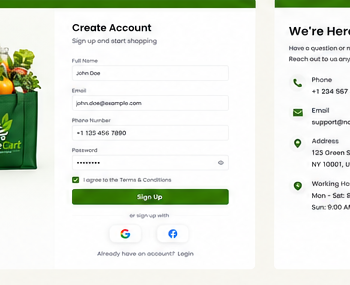 Create Account
Sign up and start shopping
Full Name
John Doe
Email
john.doe@example.com
Phone Number
+1 135 456 7890
Password
••••••••
I agree to the Terms & Conditions
Sign Up
or sign up with
Already have an account? Login
We're Her
Have a question or n
Reach out to us any
Phone
+1 234 567
Email
support@n
Address
125 Green S
NY 10001, U
Working Ho
Mon - Sat: 8
Sun: 9:00 A
eCart